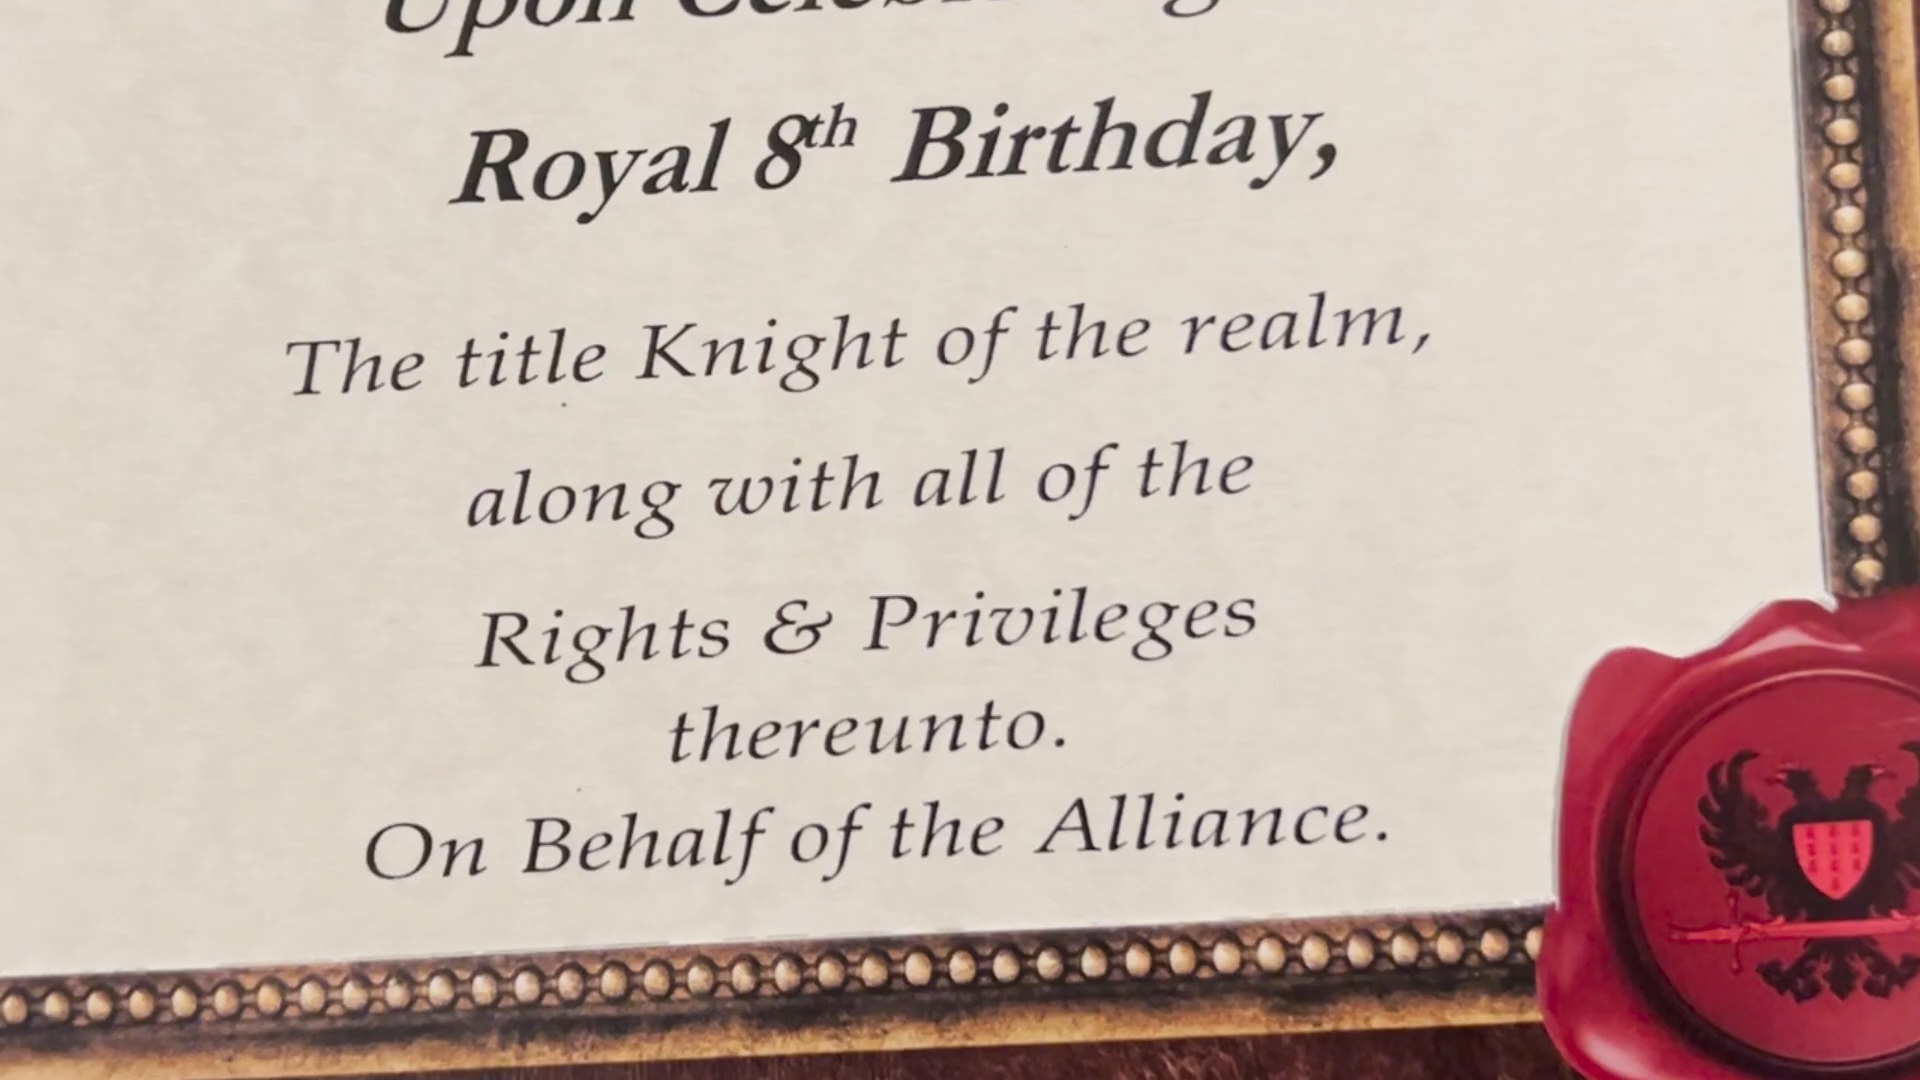 Upon
Royal 8th Birthday,
The title Knight of the realm,
along with all of the
Rights & Privileges
thereunto.
On Behalf of the Alliance.